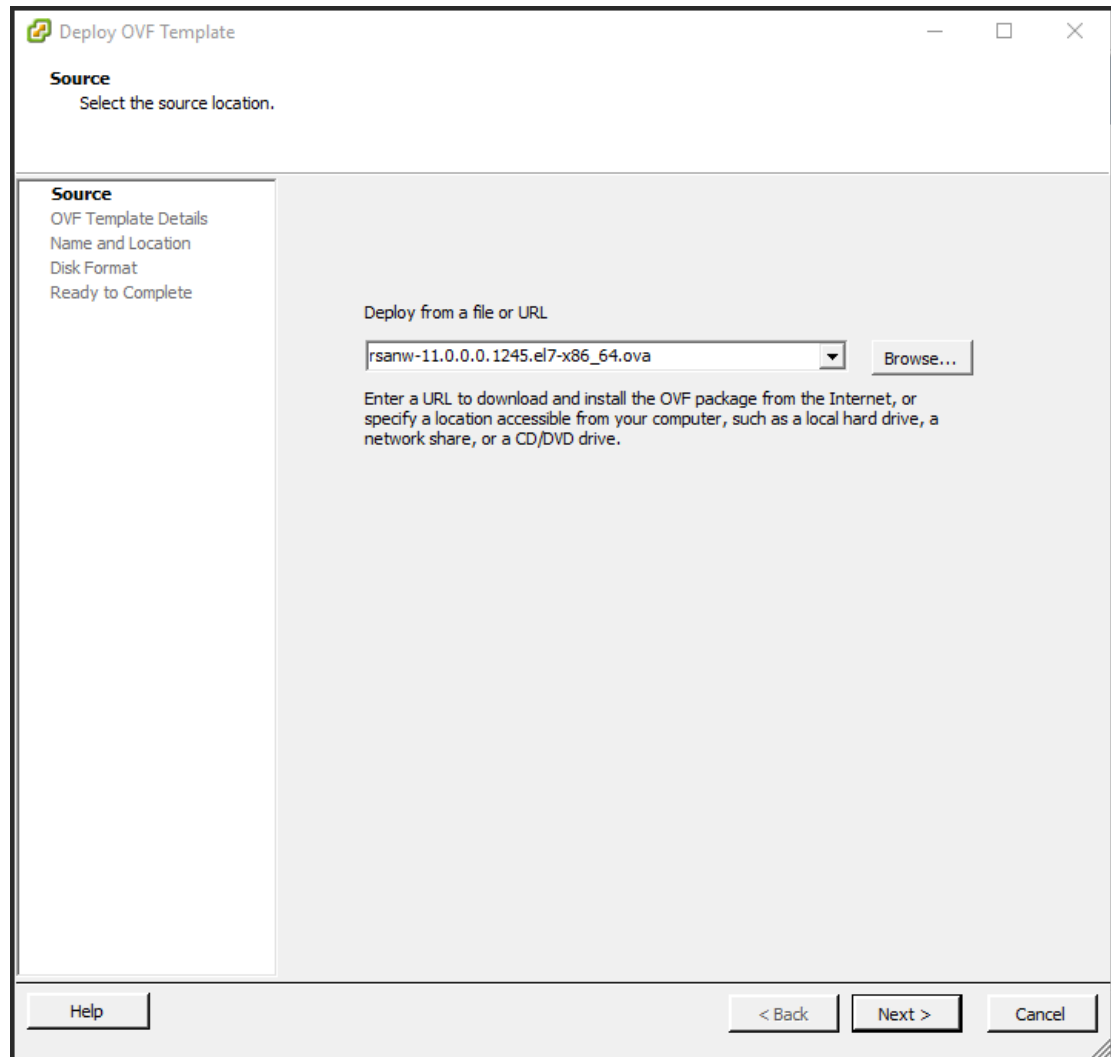 Deploy OVF Template
Source
Select the source location.
Source
OVF Template Details
Name and Location
Disk Format
Ready to Complete
Deploy from a file or URL
rsanw-11.0.0.0.1245.el7-x86_64.ova
Browse...
Enter a URL to download and install the OVF package from the Internet, or
specify a location accessible from your computer, such as a local hard drive, a
network share, or a CD/DVD drive.
Help
< Back
Next >
Cancel